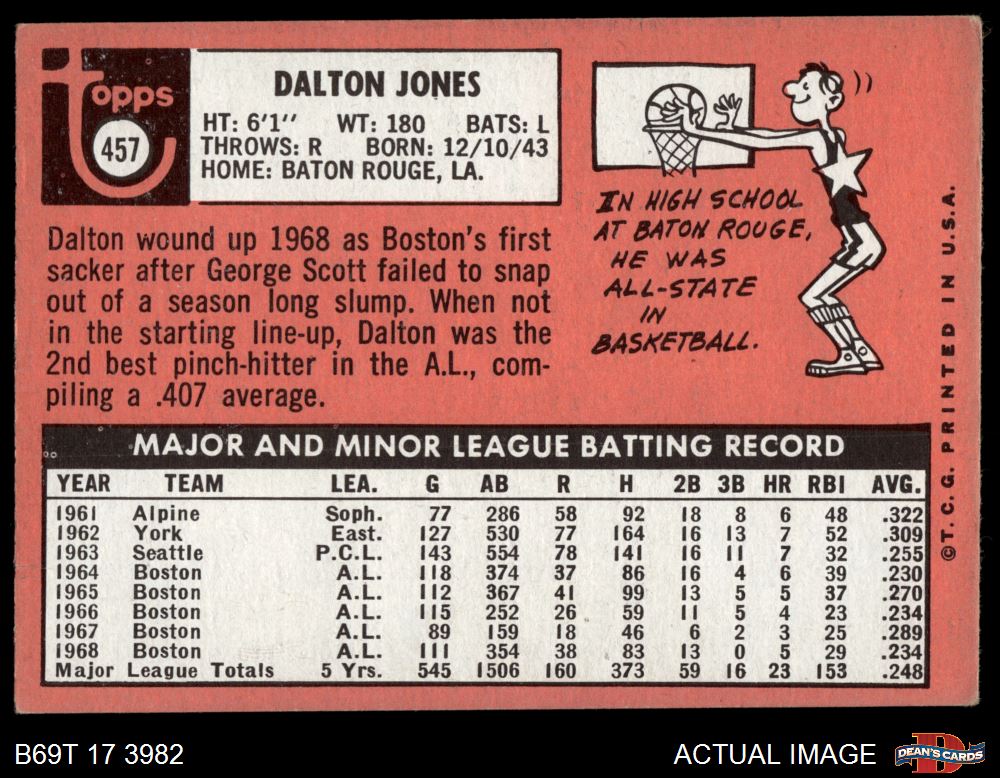 Topps
457
DALTON JONES
HT: 6'1" WT: 180 BATS: L
THROWS: R BORN: 12/10/43
HOME: BATON ROUGE, LA.
Dalton wound up 1968 as Boston's first
sacker after George Scott failed to snap
out of a season long slump. When not
in the starting line-up, Dalton was the
2nd best pinch-hitter in the A.L., com-
piling a .407 average.
IN HIGH SCHOOL
AT BATON ROUGE,
HE WAS
ALL-STATE
IN
BASKETBALL.
©T. C. G. PRINTED IN U.S.A.
MAJOR AND MINOR LEAGUE BATTING RECORD
YEAR TEAM LEA. G AB R H 2B 3B HR RBI AVG.
1961 Alpine Soph. 77 286 58 92 18 8 6 48 .322
1962 York East. 127 530 77 164 16 13 7 52 .309
1963 Seattle P.C.L. 143 554 78 141 16 11 7 32 .255
1964 Boston A.L. 118 374 37 86 16 4 6 39 .230
1965 Boston A.L. 112 367 41 99 13 5 5 37 .270
1966 Boston A.L. 115 252 26 59 11 5 4 23 .234
1967 Boston A.L. 89 159 18 46 6 2 3 25 .289
1968 Boston A.L. 111 354 38 83 13 0 5 29 .234
Major League Totals 5 Yrs. 545 1506 160 373 59 16 23 153 .248
B69T 17 3982
ACTUAL IMAGE
D
DEAN'S CARDS